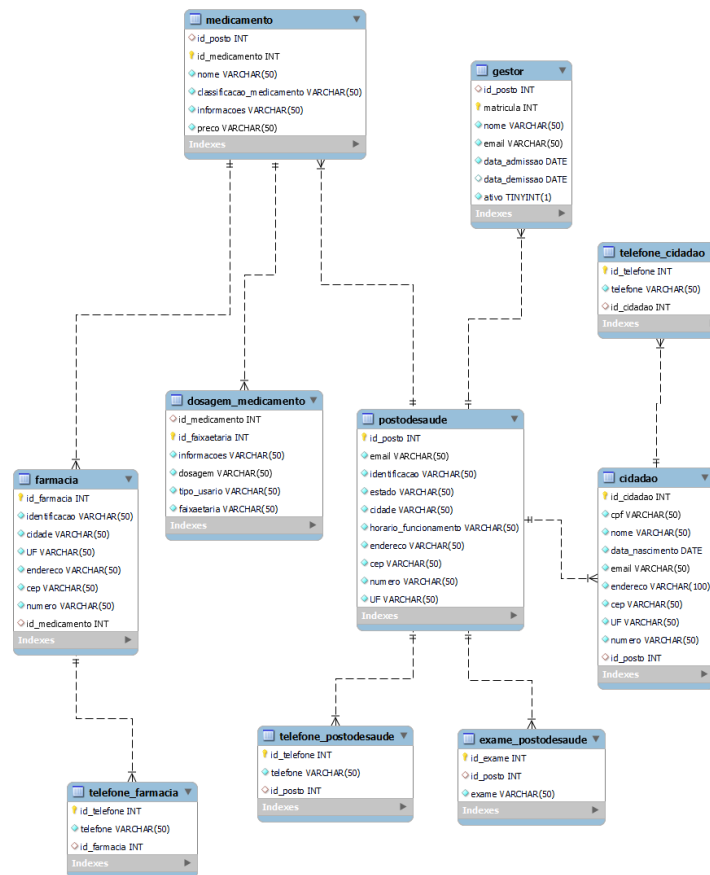 medicamento
id_posto INT
id_medicamento INT
nome VARCHAR(50)
classificacao_medicamento VARCHAR(50)
informacoes VARCHAR(50)
preco VARCHAR(50)
Indexes
gestor
id_posto INT
matricula INT
nome VARCHAR(50)
email VARCHAR(50)
data_admissao DATE
data_demissao DATE
ativo TINYINT(1)
Indexes
telefone_cidadao
id_telefone INT
telefone VARCHAR(50)
id_cidadao INT
Indexes
dosagem_medicamento
id_medicamento INT
id_faixaetaria INT
informacoes VARCHAR(50)
dosagem VARCHAR(50)
tipo_usario VARCHAR(50)
faixaetaria VARCHAR(50)
Indexes
postodesaude
id_posto INT
email VARCHAR(50)
identificacao VARCHAR(50)
estado VARCHAR(50)
cidade VARCHAR(50)
horario_funcionamento VARCHAR(50)
endereco VARCHAR(50)
cep VARCHAR(50)
numero VARCHAR(50)
UF VARCHAR(50)
Indexes
farmacia
id_farmacia INT
identificacao VARCHAR(50)
cidade VARCHAR(50)
UF VARCHAR(50)
endereco VARCHAR(50)
cep VARCHAR(50)
numero VARCHAR(50)
id_medicamento INT
Indexes
cidadao
id_cidadao INT
cpf VARCHAR(50)
nome VARCHAR(50)
data_nascimento DATE
email VARCHAR(50)
endereco VARCHAR(100)
cep VARCHAR(50)
UF VARCHAR(50)
numero VARCHAR(50)
id_posto INT
Indexes
telefone_postodesaude
id_telefone INT
telefone VARCHAR(50)
id_posto INT
Indexes
exame_postodesaude
id_exame INT
id_posto INT
exame VARCHAR(50)
Indexes
telefone_farmacia
id_telefone INT
telefone VARCHAR(50)
id_farmacia INT
Indexes